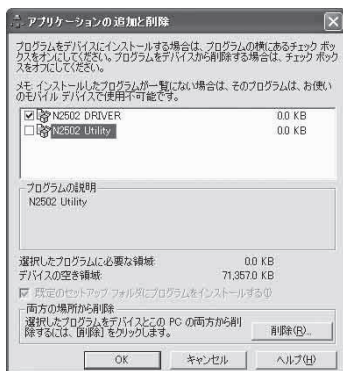 アプリケーションの追加と削除
プログラムをデバイスにインストールする場合は、プログラムの横にあるチェック ボッ
クスをオンにしてください。プログラムをデバイスから削除する場合は、チェック ボック
スをオフにしてください。
メモ インストールしたプログラムが一覧にない場合は、そのプログラムは、お使い
のモバイル デバイスで使用不可能です。
N2502 DRIVER 0.0 KB
N2502 Utility 0.0 KB
プログラムの説明
N2502 Utility
選択したプログラムに必要な領域: 0.0 KB
デバイスの空き領域: 71,357.0 KB
既定のセットアップ フォルダにプログラムをインストールする(I)
両方の場所から削除
選択したプログラムをデバイスとこの PC の両方から削
除するには、[削除] をクリックします。
削除(R)...
OK キャンセル ヘルプ(H)